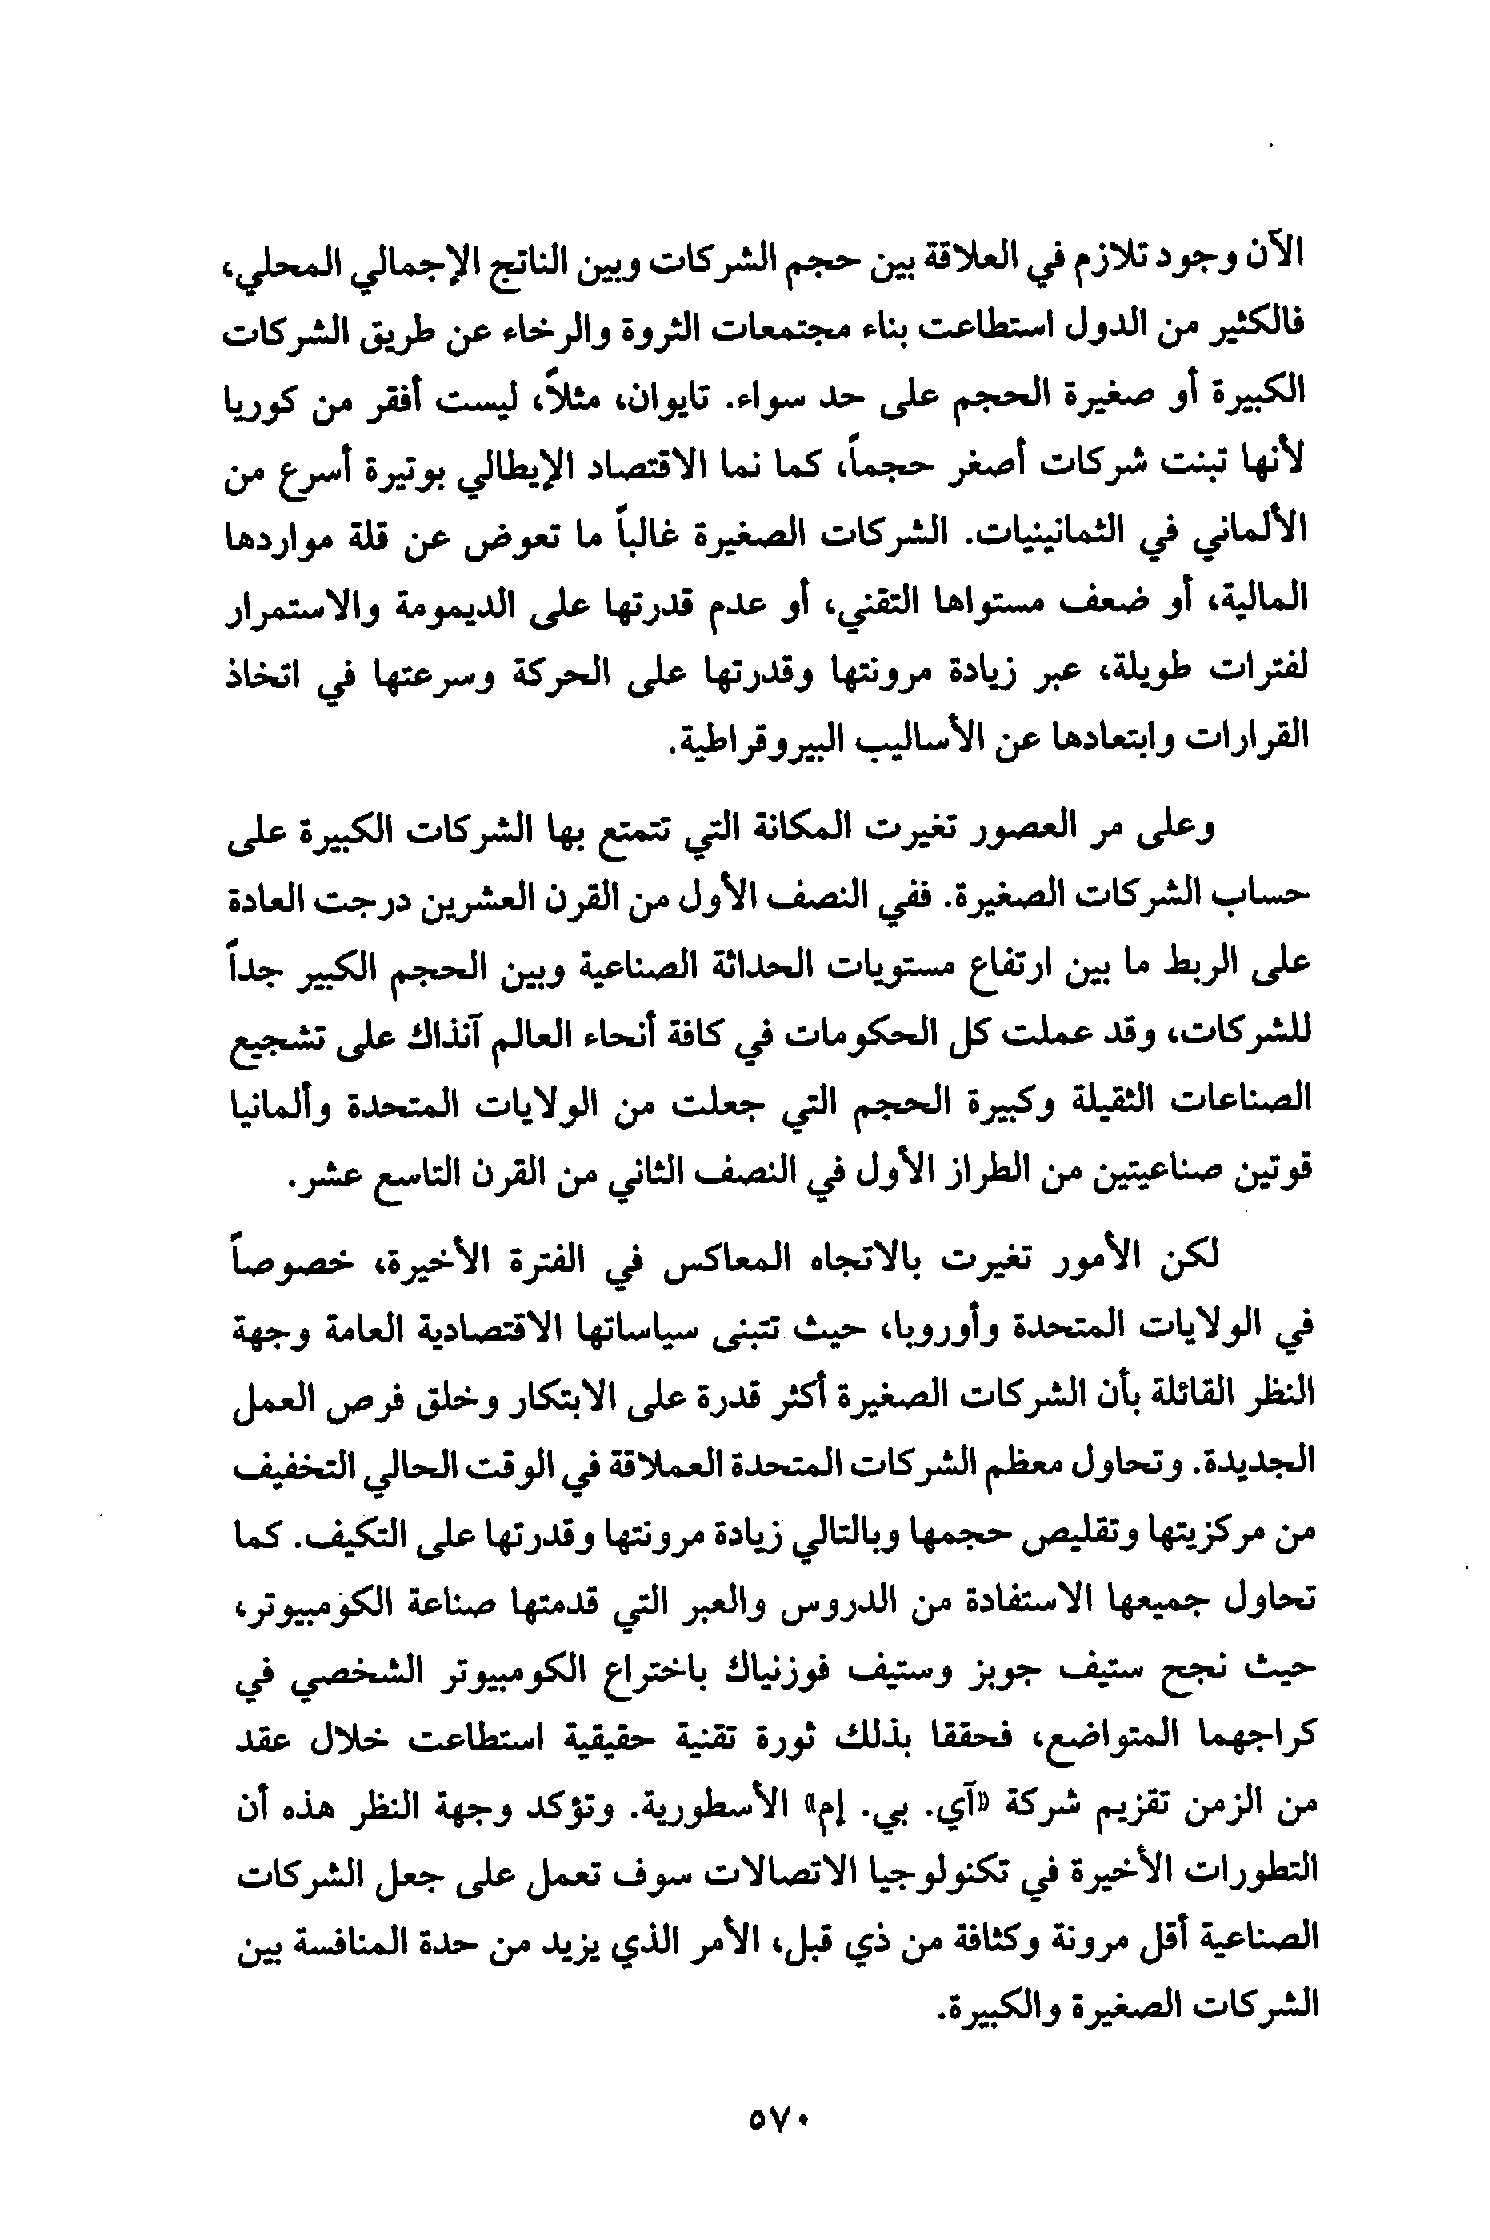 الآن وجود تلازم في العلاقة بين حجم الشركات وبين الناتج الإجمالي المحلي،
فالكثير من الدول استطاعت بناء مجتمعات الثروة والرخاء عن طريق الشركات
الكبيرة أو صغيرة الحجم على حد سواء. تايوان، مثلاً، ليست أفقر من كوريا
لأنها تبنت شركات أصغر حجماً، كما نما الاقتصاد الإيطالي بوتيرة أسرع من
الألماني في الثمانينيات. الشركات الصغيرة غالباً ما تعوض عن قلة مواردها
المالية، أو ضعف مستواها التقني، أو عدم قدرتها على الديمومة والاستمرار
لفترات طويلة، عبر زيادة مرونتها وقدرتها على الحركة وسرعتها في اتخاذ
القرارات وابتعادها عن الأساليب البيروقراطية.
وعلى مر العصور تغيرت المكانة التي تتمتع بها الشركات الكبيرة على
حساب الشركات الصغيرة. ففي النصف الأول من القرن العشرين درجت العادة
على الربط ما بين ارتفاع مستويات الحداثة الصناعية وبين الحجم الكبير جداً
للشركات، وقد عملت كل الحكومات في كافة أنحاء العالم آنذاك على تشجيع
الصناعات الثقيلة وكبيرة الحجم التي جعلت من الولايات المتحدة وألمانيا
قوتين صناعيتين من الطراز الأول في النصف الثاني من القرن التاسع عشر.
لكن الأمور تغيرت بالاتجاه المعاكس في الفترة الأخيرة، خصوصاً
في الولايات المتحدة وأوروبا، حيث تتبنى سياساتها الاقتصادية العامة وجهة
النظر القائلة بأن الشركات الصغيرة أكثر قدرة على الابتكار وخلق فرص العمل
الجديدة. وتحاول معظم الشركات المتحدة العملاقة في الوقت الحالي التخفيف
من مركزيتها وتقليص حجمها وبالتالي زيادة مرونتها وقدرتها على التكيف. كما
تحاول جميعها الاستفادة من الدروس والعبر التي قدمتها صناعة الكومبيوتر،
حيث نجح ستيف جوبز وستيف فوزنياك باختراع الكومبيوتر الشخصي في
كراجهما المتواضع، فحققا بذلك ثورة تقنية حقيقية استطاعت خلال عقد
من الزمن تقزيم شركة «آي. بي. إم» الأسطورية. وتؤكد وجهة النظر هذه أن
التطورات الأخيرة في تكنولوجيا الاتصالات سوف تعمل على جعل الشركات
الصناعية أقل مرونة وكثافة من ذي قبل، الأمر الذي يزيد من حدة المنافسة بين
الشركات الصغيرة والكبيرة.
٥٧٠